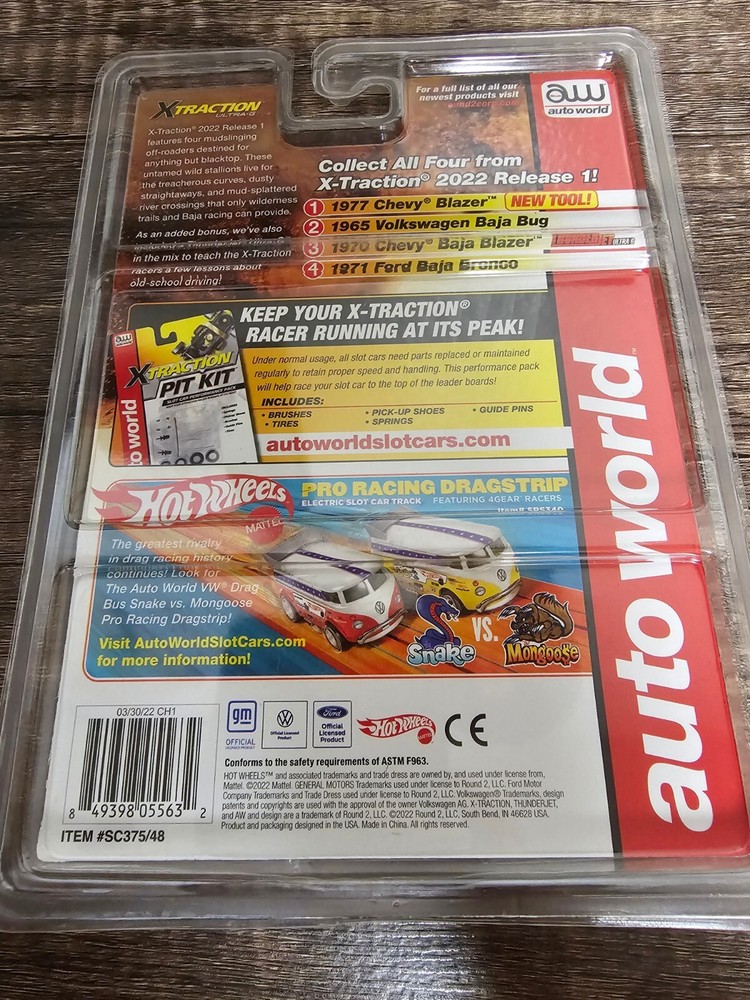 XTRACTION
ULTRA-G
X-Traction® 2022 Release 1
features four mudslinging
off-roaders destined for
anything but blacktop. These
untamed wild stallions live for
the treacherous curves, dusty
straightaways, and mud-splattered
river crossings that only wilderness
trails and Baja racing can provide.
As an added bonus, we've also
in the mix to teach the X-Traction
racers a few lessons about
old-school driving!
For a full list of all our
newest products visit
aw
auto world
Collect All Four from
X-Traction® 2022 Release 1!
1 1977 Chevy® Blazer™ NEW TOOL!
2 1965 Volkswagen Baja Bug
3 1970 Chevy® Baja Blazer™ THUNDERJET ULTRA G
4 1971 Ford Baja Bronco
KEEP YOUR X-TRACTION®
RACER RUNNING AT ITS PEAK!
Under normal usage, all slot cars need parts replaced or maintained
regularly to retain proper speed and handling. This performance pack
will help race your slot car to the top of the leader boards!
INCLUDES:
• BRUSHES • PICK-UP SHOES • GUIDE PINS
• TIRES • SPRINGS
autoworldslotcars.com
aw
XTRACTION
PIT KIT
SLOT CAR PERFORMANCE PACK
to world
HOT WHEELS
MATTEL
PRO RACING DRAGSTRIP
ELECTRIC SLOT CAR TRACK FEATURING 4GEAR RACERS
Item# SRS340
The greatest rivalry
in drag racing history
continues! Look for
The Auto World VW® Drag
Bus Snake vs. Mongoose
Pro Racing Dragstrip!
Visit AutoWorldSlotCars.com
for more information!
Snake
VS.
Mongoose
auto world™
03/30/22 CH1
8 49398 05563 2
ITEM #SC375/48
gm
OFFICIAL
LICENSED PRODUCT
Official Licensed
Product
Ford
Official
Licensed
Product
Hot Wheels
MATTEL
CE
Conforms to the safety requirements of ASTM F963.
HOT WHEELS™ and associated trademarks and trade dress are owned by, and used under license from,
Mattel. ©2022 Mattel. GENERAL MOTORS Trademarks used under license to Round 2, LLC. Ford Motor
Company Trademarks and Trade Dress used under license to Round 2, LLC. Volkswagen® Trademarks, design
patents and copyrights are used with the approval of the owner Volkswagen AG. X-TRACTION, THUNDERJET,
and AW and design are a trademark of Round 2, LLC. ©2022 Round 2, LLC, South Bend, IN 46628 USA.
Product and packaging designed in the USA. Made in China. All rights reserved.